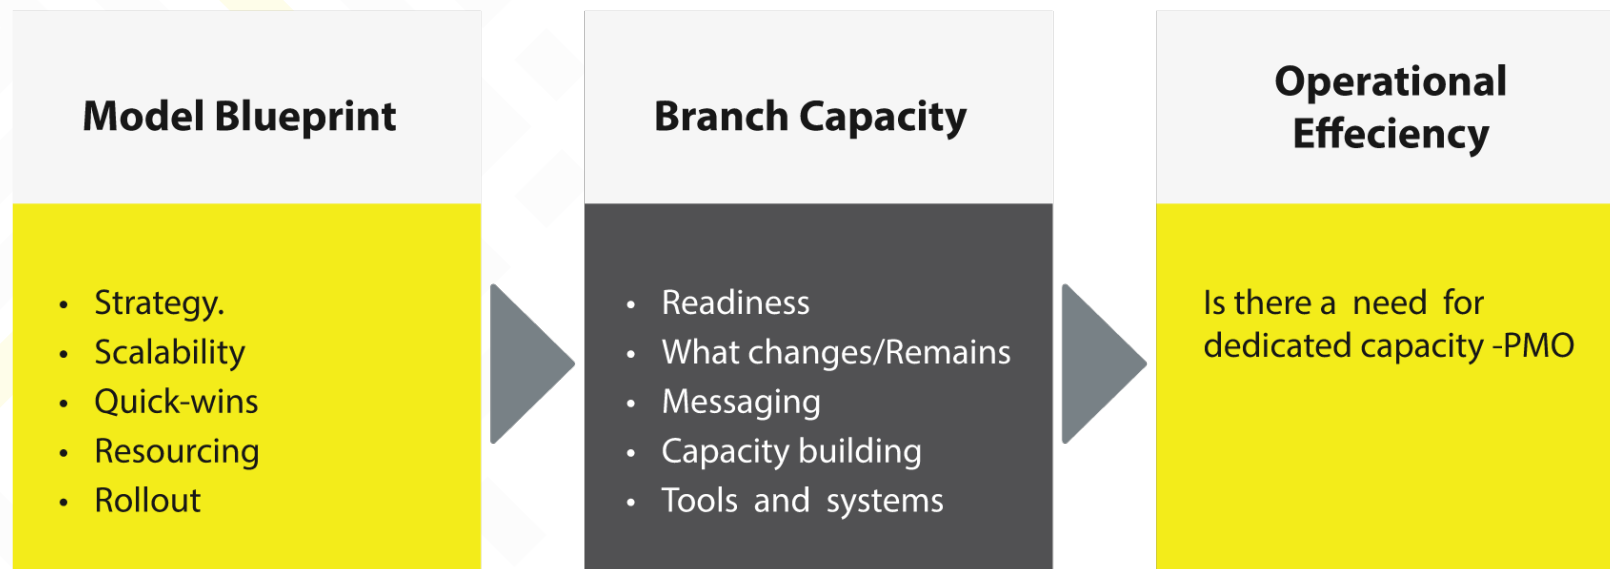 Model Blueprint
• Strategy.
• Scalability
• Quick-wins
• Resourcing
• Rollout
Branch Capacity
• Readiness
• What changes/Remains
• Messaging
• Capacity building
• Tools and systems
Operational
Effeciency
Is there a need for
dedicated capacity -PMO